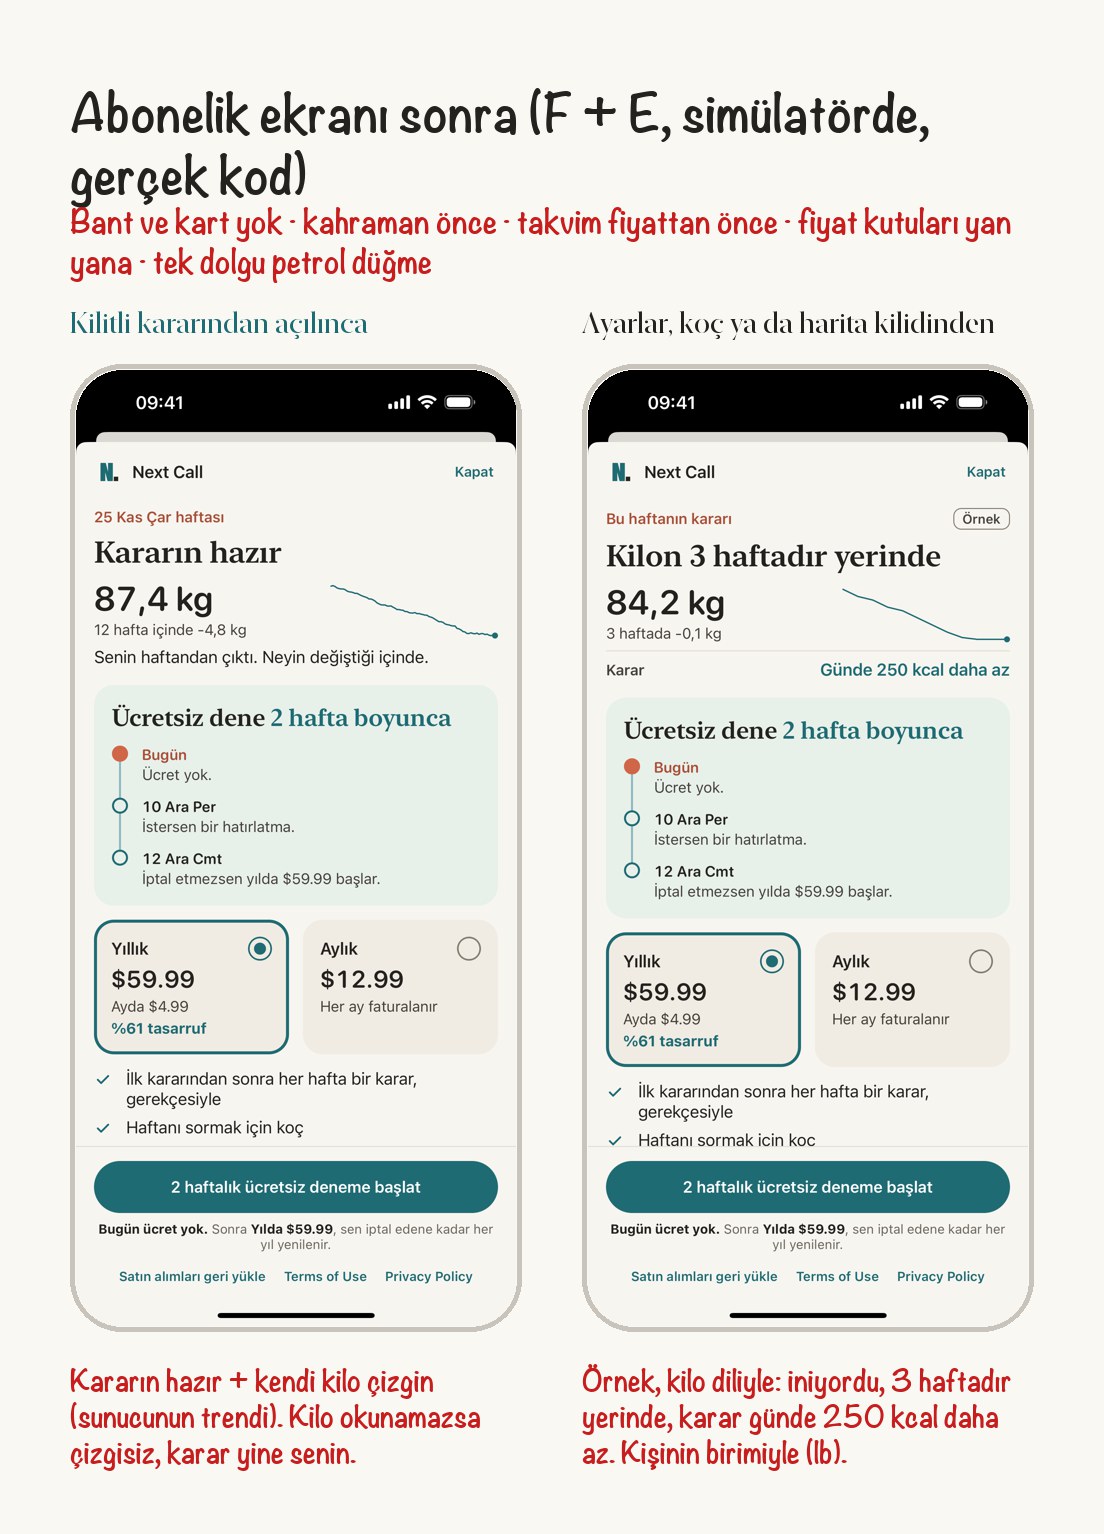 Abonelik ekranı sonra (F + E, simülatörde,
gerçek kod)
Bant ve kart yok · kahraman önce · takvim fiyattan önce · fiyat kutuları yan
yana · tek dolgu petrol düğme
Kilitli kararından açılınca
09:41
N. Next Call
Kapat
25 Kas Çar haftası
Kararın hazır
87,4 kg
12 hafta içinde -4,8 kg
Senin haftandan çıktı. Neyin değiştiği içinde.
Ücretsiz dene 2 hafta boyunca
Bugün
Ücret yok.
10 Ara Per
İstersen bir hatırlatma.
12 Ara Cmt
İptal etmezsen yılda $59.99 başlar.
Yıllık
$59.99
Ayda $4.99
%61 tasarruf
Aylık
$12.99
Her ay faturalanır
İlk kararından sonra her hafta bir karar,
gerekçesiyle
Haftanı sormak için koç
2 haftalık ücretsiz deneme başlat
Bugün ücret yok. Sonra Yılda $59.99, sen iptal edene kadar her
yıl yenilenir.
Satın alımları geri yükle Terms of Use Privacy Policy
Kararın hazır + kendi kilo çizgin
(sunucunun trendi). Kilo okunamazsa
çizgisiz, karar yine senin.
Ayarlar, koç ya da harita kilidinden
09:41
N. Next Call
Kapat
Bu haftanın kararı
Örnek
Kilon 3 haftadır yerinde
84,2 kg
3 haftada -0,1 kg
Karar
Günde 250 kcal daha az
Ücretsiz dene 2 hafta boyunca
Bugün
Ücret yok.
10 Ara Per
İstersen bir hatırlatma.
12 Ara Cmt
İptal etmezsen yılda $59.99 başlar.
Yıllık
$59.99
Ayda $4.99
%61 tasarruf
Aylık
$12.99
Her ay faturalanır
İlk kararından sonra her hafta bir karar,
gerekçesiyle
Haftanı sormak için koç
2 haftalık ücretsiz deneme başlat
Bugün ücret yok. Sonra Yılda $59.99, sen iptal edene kadar her
yıl yenilenir.
Satın alımları geri yükle Terms of Use Privacy Policy
Örnek, kilo diliyle: iniyordu, 3 haftadır
yerinde, karar günde 250 kcal daha
az. Kişinin birimiyle (lb).